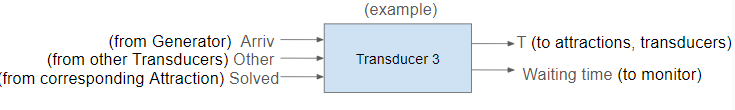 (example)
(from Generator) Arriv
(from other Transducers) Other
(from corresponding Attraction) Solved
Transducer 3
T (to attractions, transducers)
Waiting time (to monitor)